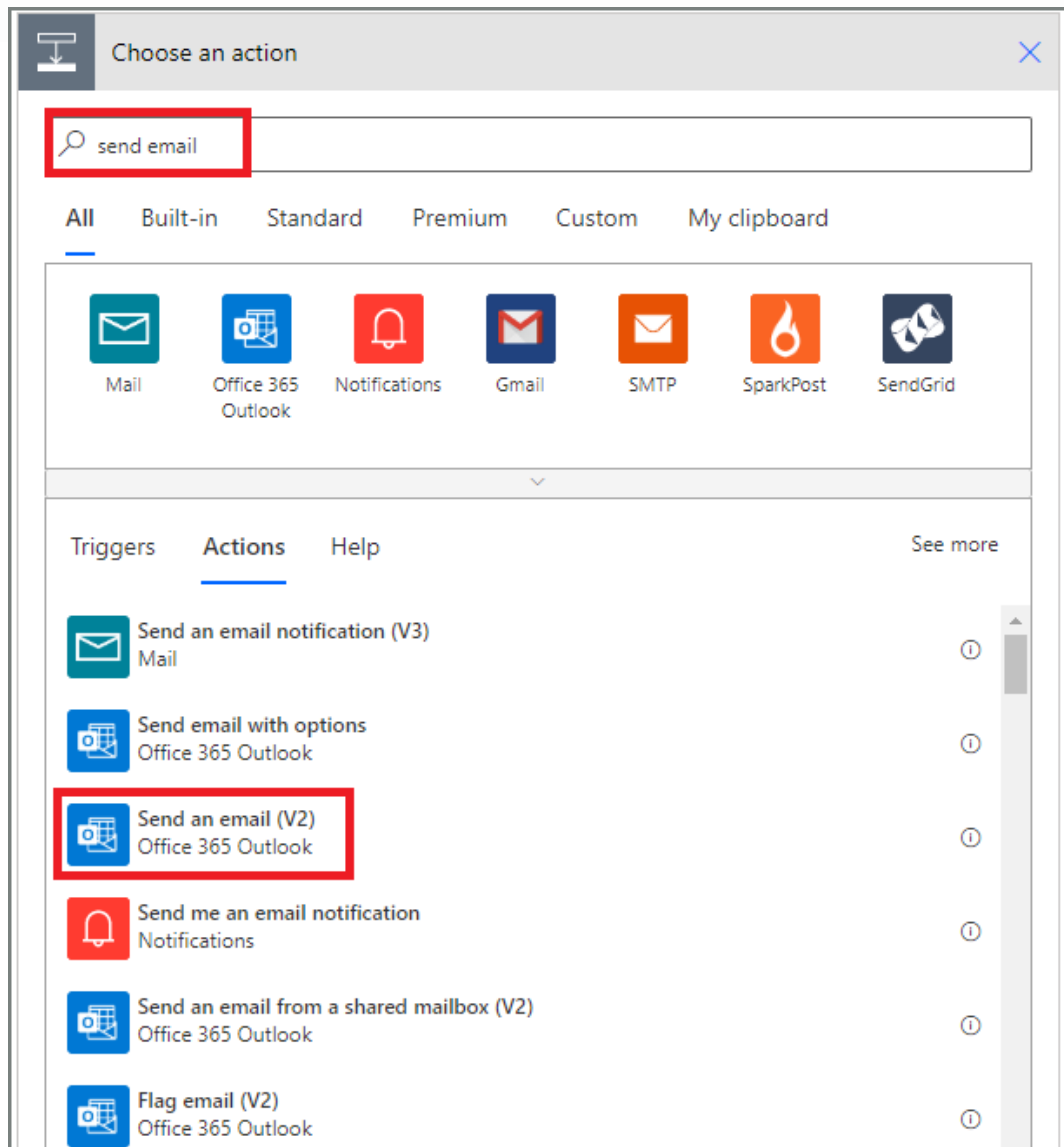 Choose an action
send email
All Built-in Standard Premium Custom My clipboard
Mail Office 365 Outlook Notifications Gmail SMTP SparkPost SendGrid
Triggers Actions Help See more
Send an email notification (V3)
Mail
Send email with options
Office 365 Outlook
Send an email (V2)
Office 365 Outlook
Send me an email notification
Notifications
Send an email from a shared mailbox (V2)
Office 365 Outlook
Flag email (V2)
Office 365 Outlook